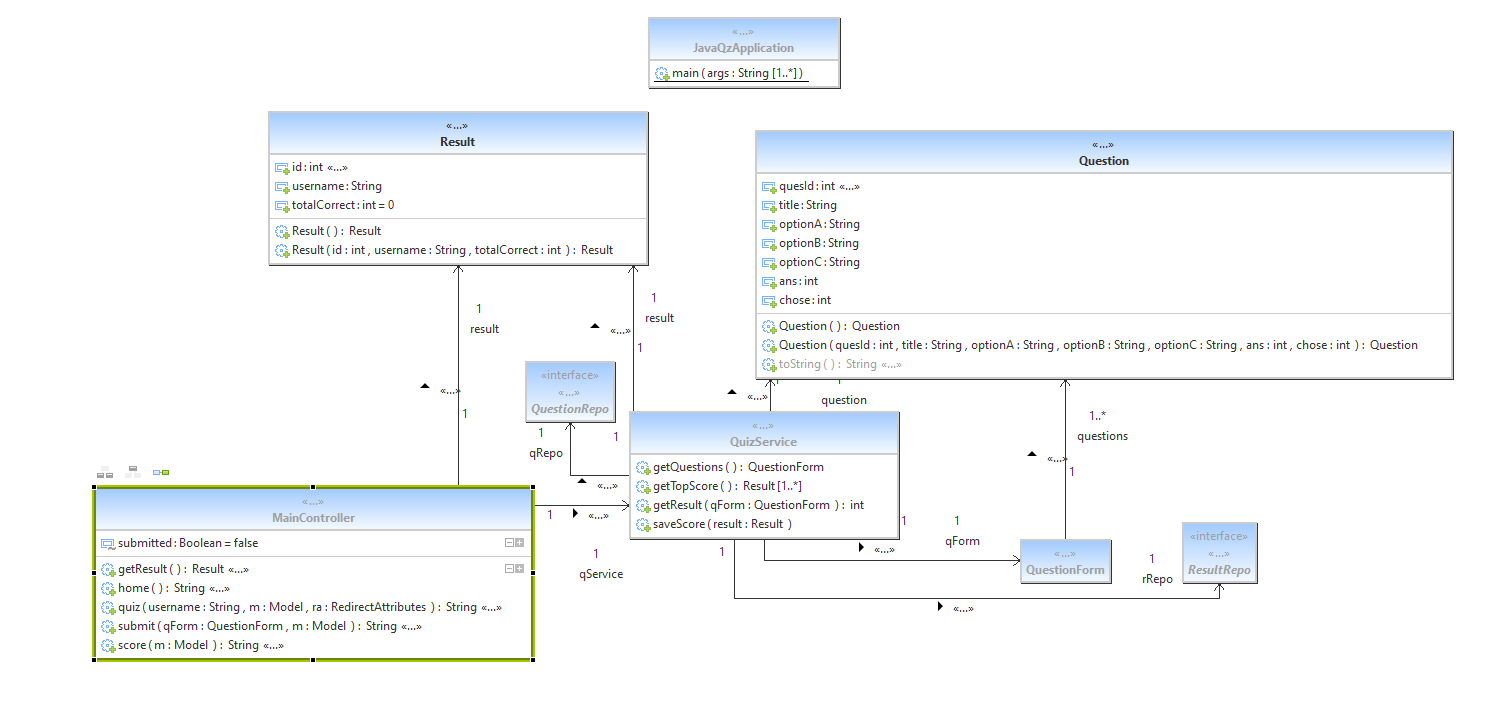 «...»
JavaQzApplication
main ( args : String [1..*] )
«...»
Result
id : int «...»
username : String
totalCorrect : int = 0
Result ( ) : Result
Result ( id : int , username : String , totalCorrect : int ) : Result
«...»
Question
quesId : int «...»
title : String
optionA : String
optionB : String
optionC : String
ans : int
chose : int
Question ( ) : Question
Question ( quesId : int , title : String , optionA : String , optionB : String , optionC : String , ans : int , chose : int ) : Question
toString ( ) : String «...»
1
result
«...»
1
1
result
«...»
1
«interface»
«...»
QuestionRepo
1
qRepo
1
«...»
«...»
question
1..*
questions
«...»
1
«...»
QuizService
getQuestions ( ) : QuestionForm
getTopScore ( ) : Result [1..*]
getResult ( qForm : QuestionForm ) : int
saveScore ( result : Result )
«...»
MainController
submitted : Boolean = false
getResult ( ) : Result «...»
home ( ) : String «...»
quiz ( username : String , m : Model , ra : RedirectAttributes ) : String «...»
submit ( qForm : QuestionForm , m : Model ) : String «...»
score ( m : Model ) : String «...»
1
«...»
1
qService
1
1
qForm
«...»
1
«...»
QuestionForm
1
rRepo
«...»
«interface»
«...»
ResultRepo